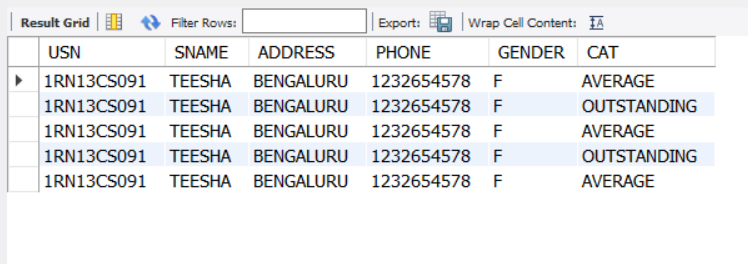 Result Grid Filter Rows: Export: Wrap Cell Content: IA
USN SNAME ADDRESS PHONE GENDER CAT
1RN13CS091 TEESHA BENGALURU 1232654578 F AVERAGE
1RN13CS091 TEESHA BENGALURU 1232654578 F OUTSTANDING
1RN13CS091 TEESHA BENGALURU 1232654578 F AVERAGE
1RN13CS091 TEESHA BENGALURU 1232654578 F OUTSTANDING
1RN13CS091 TEESHA BENGALURU 1232654578 F AVERAGE